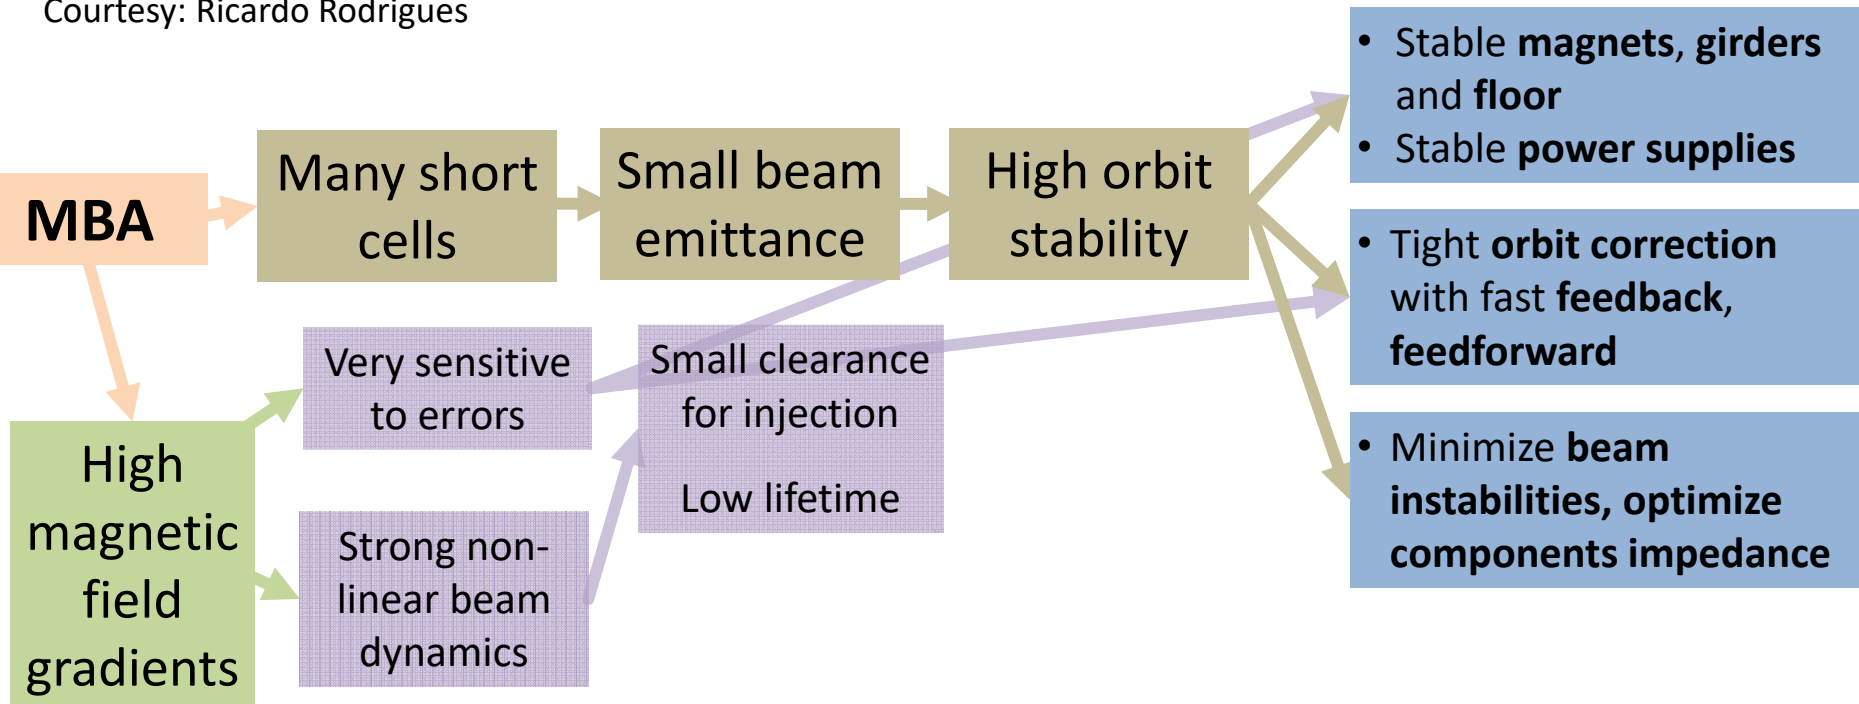 Courtesy: Ricardo Rodrigues
MBA
Many short
cells
Small beam
emittance
High orbit
stability
• Stable magnets, girders
and floor
• Stable power supplies
• Tight orbit correction
with fast feedback,
feedforward
• Minimize beam
instabilities, optimize
components impedance
Very sensitive
to errors
Small clearance
for injection
Low lifetime
High
magnetic
field
gradients
Strong non-
linear beam
dynamics